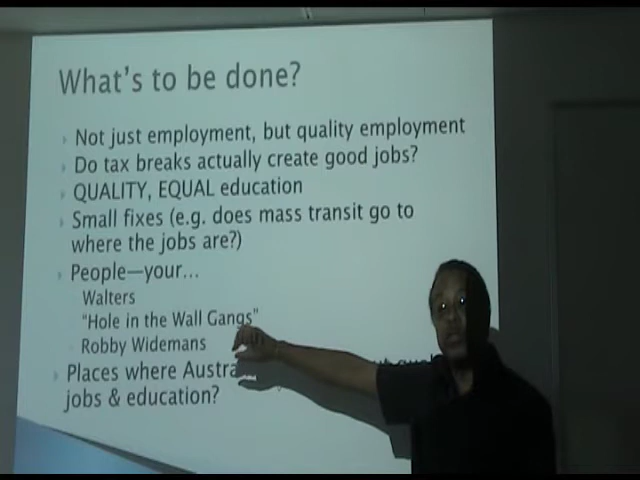 What's to be done?
Not just employment, but quality employment
Do tax breaks actually create good jobs?
QUALITY, EQUAL education
Small fixes (e.g. does mass transit go to
where the jobs are?)
People—your...
Walters
"Hole in the Wall Gangs"
Robby Widemans
Places where Austra
jobs & education?